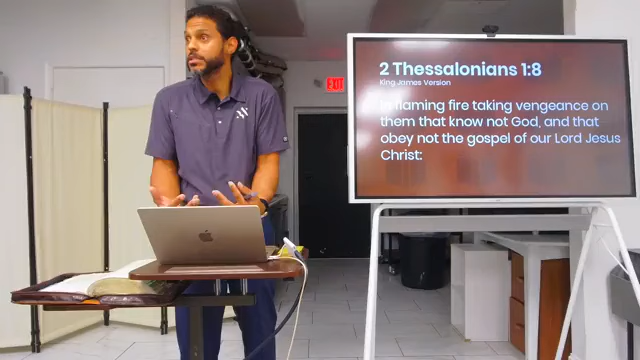 EXIT
2 Thessalonians 1:8
King James Version
In flaming fire taking vengeance on
them that know not God, and that
obey not the gospel of our Lord Jesus
Christ: